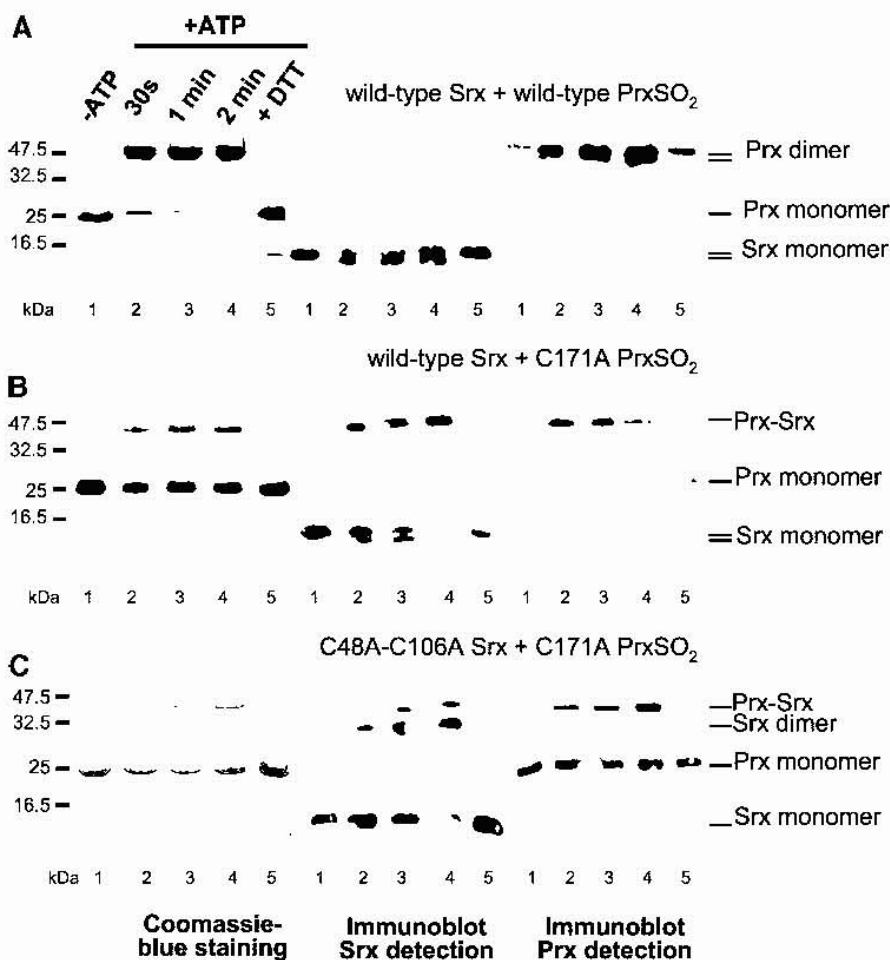 A
+ATP
-ATP
30s
1 min
2 min
+ DTT
wild-type Srx + wild-type PrxSO2
47.5
32.5
25
16.5
Prx dimer
Prx monomer
Srx monomer
kDa 1 2 3 4 5 1 2 3 4 5 1 2 3 4 5
wild-type Srx + C171A PrxSO2
B
47.5
32.5
25
16.5
Prx-Srx
Prx monomer
Srx monomer
kDa 1 2 3 4 5 1 2 3 4 5 1 2 3 4 5
C48A-C106A Srx + C171A PrxSO2
C
47.5
32.5
25
16.5
Prx-Srx
Srx dimer
Prx monomer
Srx monomer
kDa 1 2 3 4 5 1 2 3 4 5 1 2 3 4 5
Coomassie-
blue staining
Immunoblot
Srx detection
Immunoblot
Prx detection